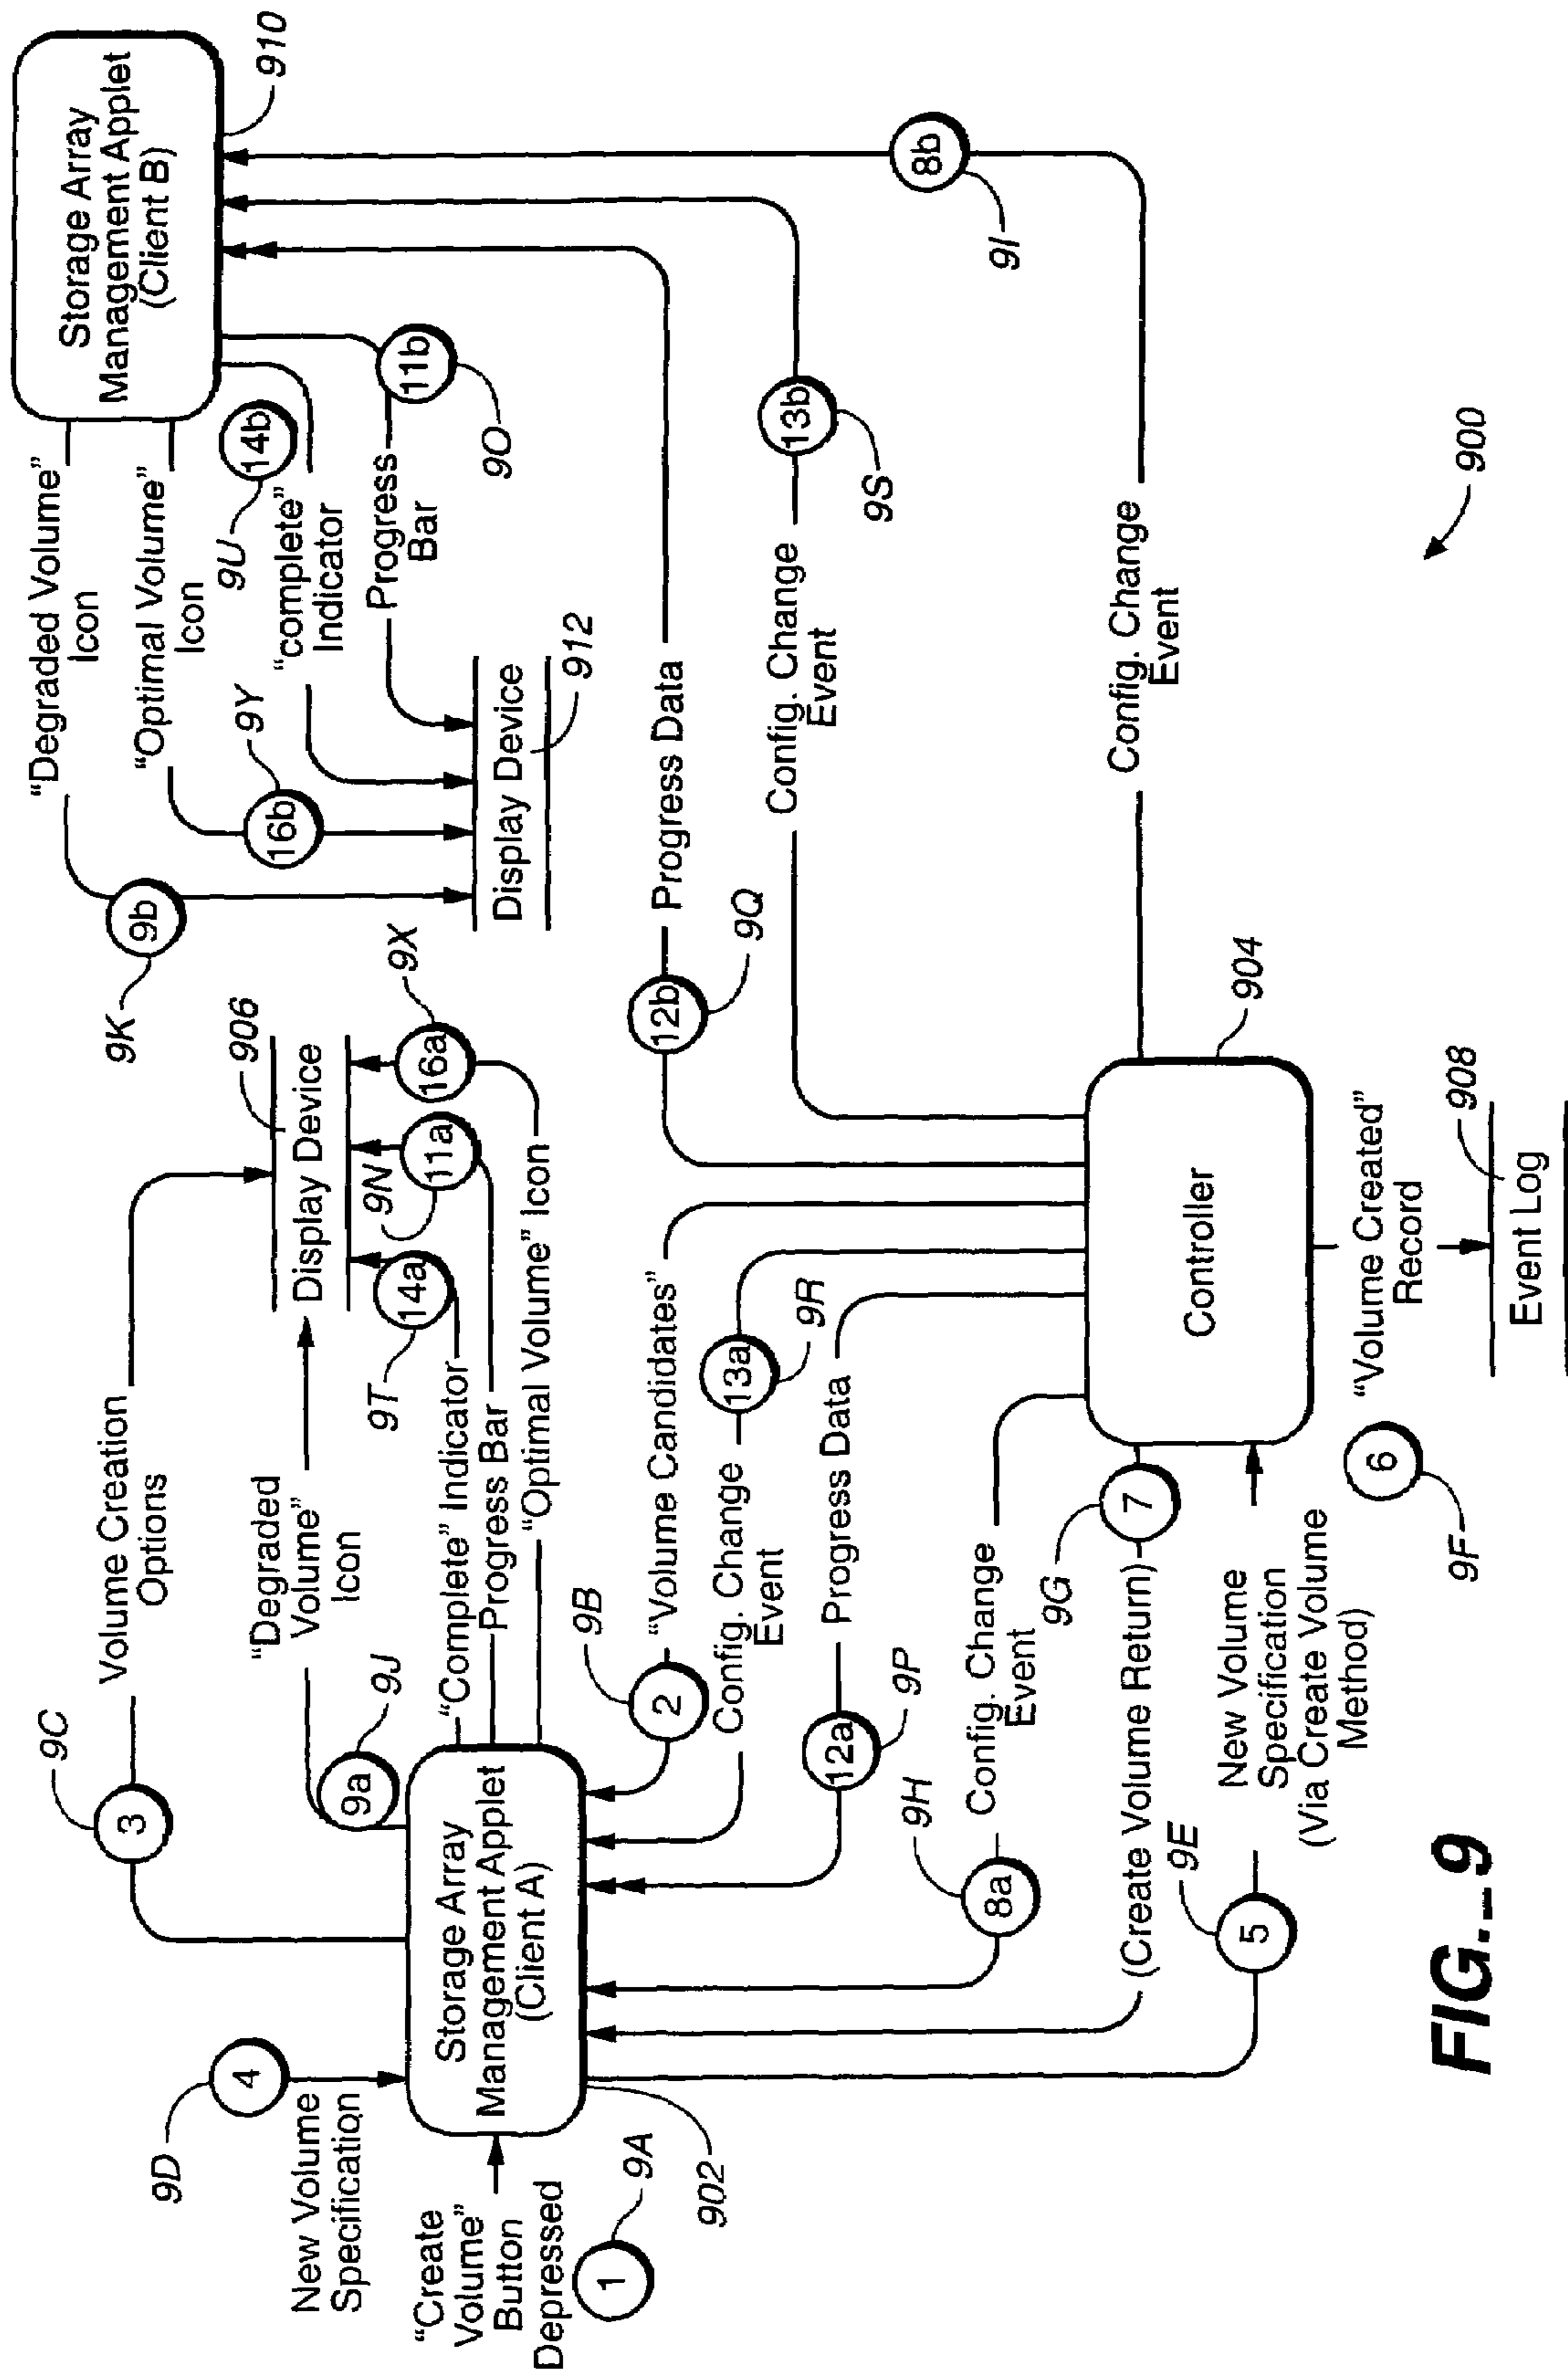 9D
4
New Volume
Specification
"Create
Volume"
Button
Depressed
1
9A
902
Storage Array
Management Applet
(Client A)
9C
3
Volume Creation
Options
9J
9a
"Degraded
Volume"
Icon
906
Display Device
9T
14a
9N
11a
9X
16a
"Complete" Indicator
Progress Bar
"Optimal Volume" Icon
9K
9b
"Degraded Volume"
Icon
9Y
16b
"Optimal Volume"
Icon
9U
14b
"complete"
Indicator
Progress
Bar
11b
9O
Display Device
912
Storage Array
Management Applet
(Client B)
910
9B
2
"Volume Candidates"
Config. Change
Event
13a
9R
12a
9P
Progress Data
9H
8a
Config. Change
Event
9G
7
(Create Volume Return)
9E
5
New Volume
Specification
(Via Create Volume
Method)
12b
9Q
Progress Data
Config. Change
Event
13b
9S
Config. Change
Event
8b
9I
Controller
904
6
9F
"Volume Created"
Record
908
Event Log
900
FIG._9